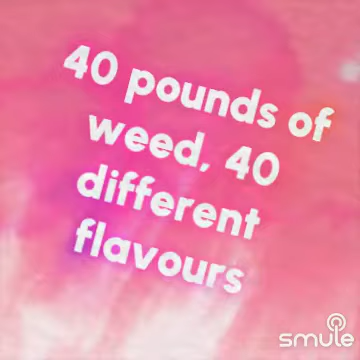 40 pounds of
weed, 40
different
flavours
smule